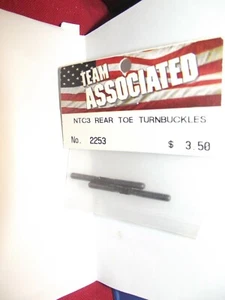 TEAM
ASSOCIATED
NTC3 REAR TOE TURNBUCKLES
No. 2253 $ 3.50